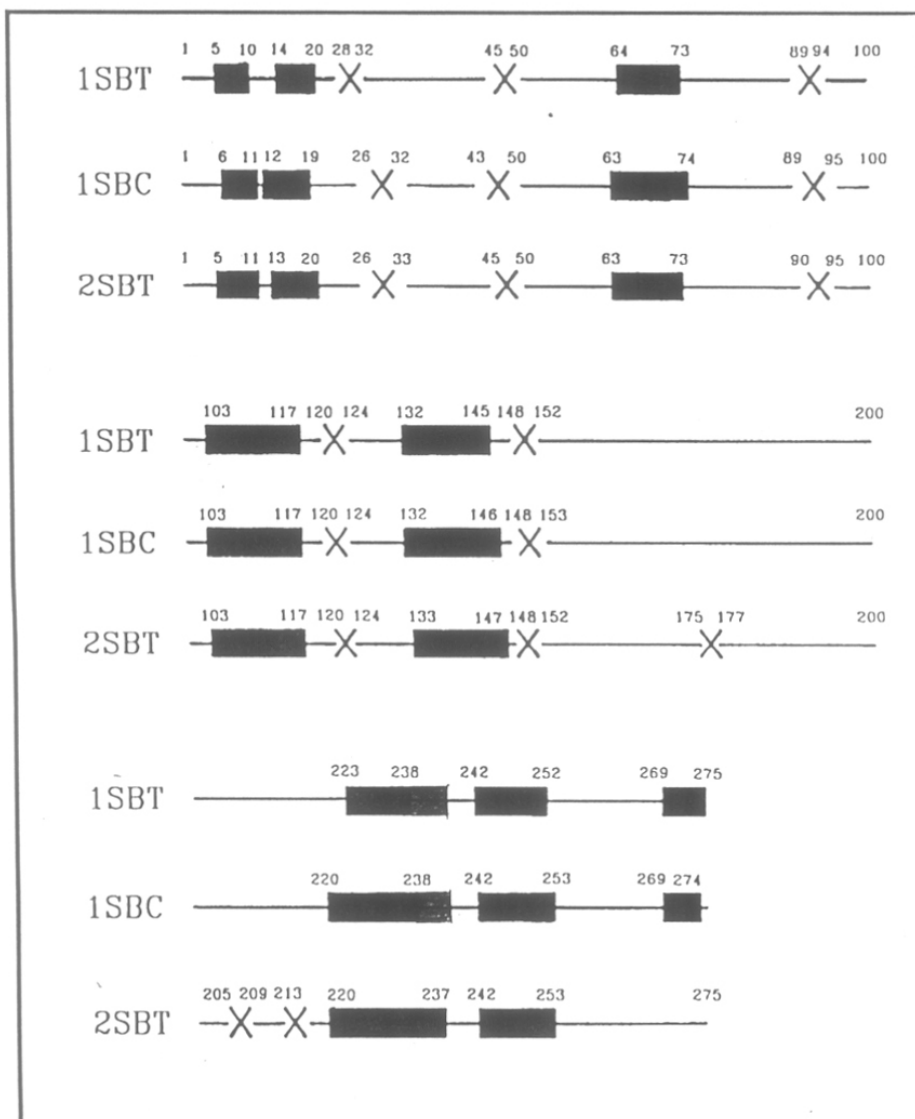 1 5 10 14 20 28 32 45 50 64 73 89 94 100
1SBT
1 6 11 12 19 26 32 43 50 63 74 89 95 100
1SBC
1 5 11 13 20 26 33 45 50 63 73 90 95 100
2SBT
103 117 120 124 132 145 148 152 200
1SBT
103 117 120 124 132 146 148 153 200
1SBC
103 117 120 124 133 147 148 152 175 177 200
2SBT
223 238 242 252 269 275
1SBT
220 238 242 253 269 274
1SBC
205 209 213 220 237 242 253 275
2SBT